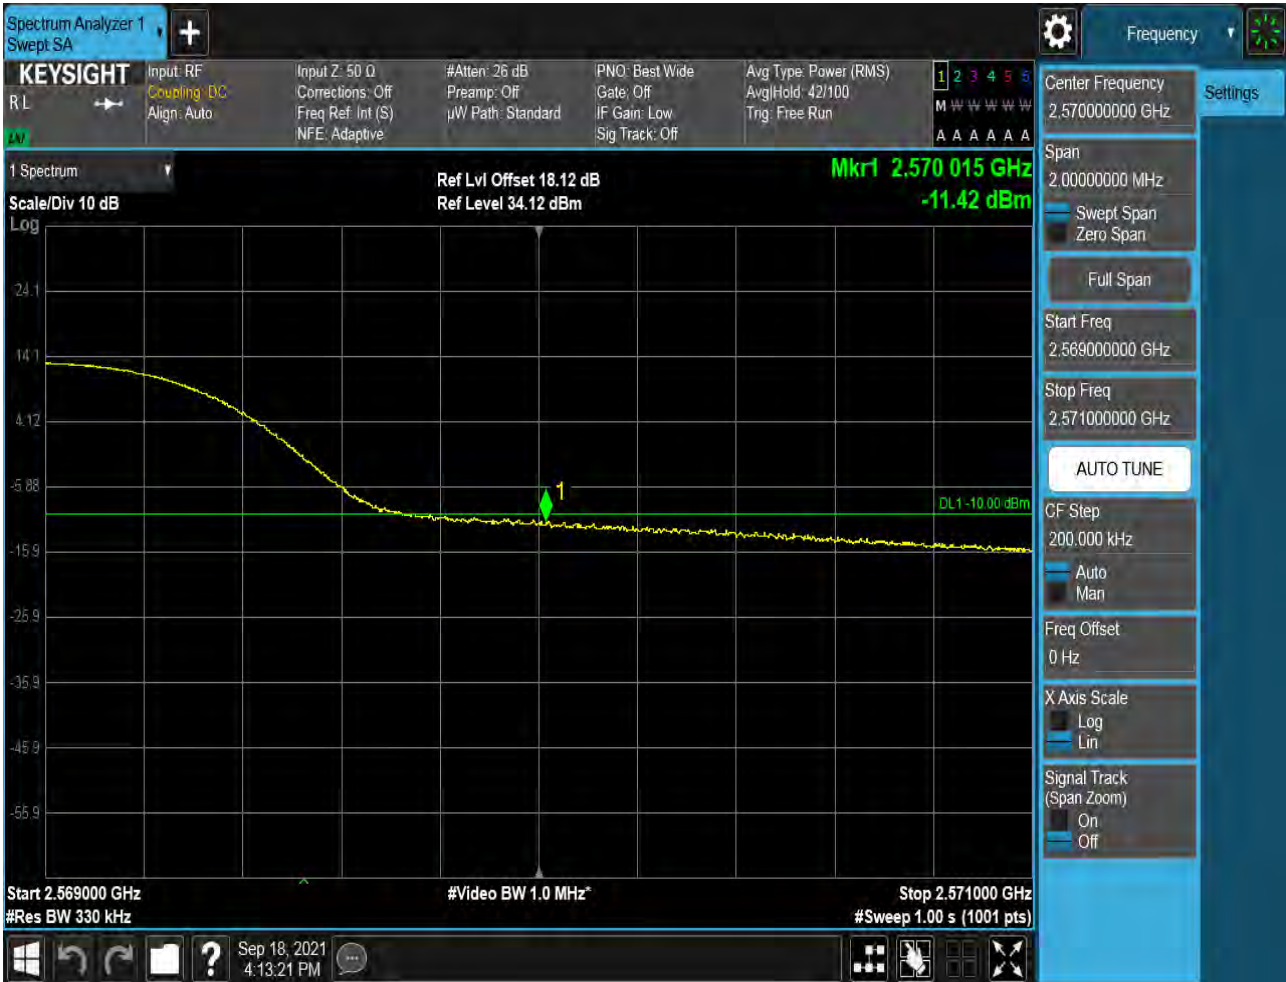 Spectrum Analyzer 1
Swept SA
+
Frequency
KEYSIGHT
R L
LXI
Input: RF
Coupling: DC
Align: Auto
Input Z: 50 Ω
Corrections: Off
Freq Ref: Int (S)
NFE: Adaptive
#Atten: 26 dB
Preamp: Off
µW Path: Standard
PNO: Best Wide
Gate: Off
IF Gain: Low
Sig Track: Off
Avg Type: Power (RMS)
Avg|Hold: 42/100
Trig: Free Run
1 2 3 4 5 6
M W W W W W
A A A A A A
1 Spectrum
Scale/Div 10 dB
Log
Ref Lvl Offset 18.12 dB
Ref Level 34.12 dBm
Mkr1 2.570 015 GHz
-11.42 dBm
24.1
14.1
4.12
-5.88
-15.9
-25.9
-35.9
-45.9
-55.9
1
DL1 -10.00 dBm
Start 2.569000 GHz
#Res BW 330 kHz
#Video BW 1.0 MHz*
Stop 2.571000 GHz
#Sweep 1.00 s (1001 pts)
Center Frequency
2.570000000 GHz
Settings
Span
2.00000000 MHz
Swept Span
Zero Span
Full Span
Start Freq
2.569000000 GHz
Stop Freq
2.571000000 GHz
AUTO TUNE
CF Step
200.000 kHz
Auto
Man
Freq Offset
0 Hz
X Axis Scale
Log
Lin
Signal Track
(Span Zoom)
On
Off
?
Sep 18, 2021
4:13:21 PM